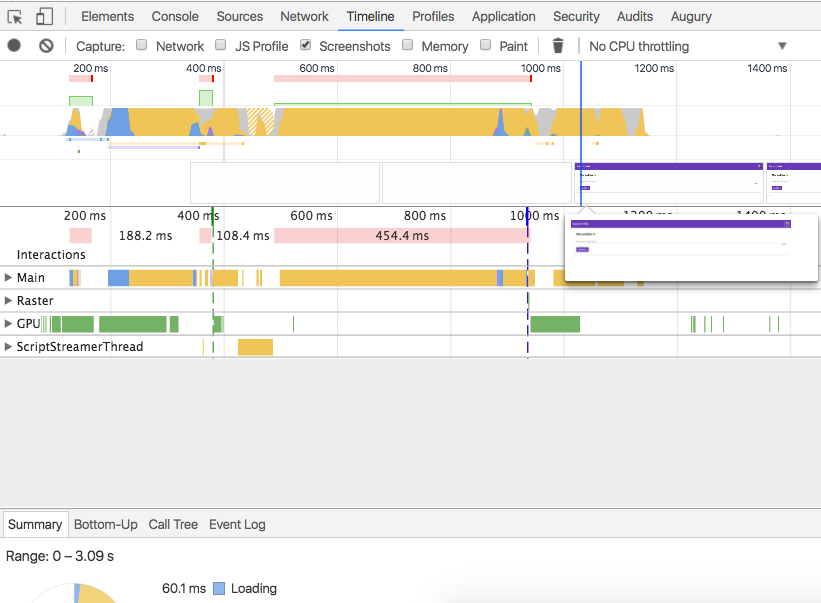 Elements Console Sources Network Timeline Profiles Application Security Audits Augury
Capture: Network JS Profile Screenshots Memory Paint No CPU throttling ▼
200 ms 400 ms 600 ms 800 ms 1000 ms 1200 ms 1400 ms
200 ms 400 ms 600 ms 800 ms 1000 ms 1200 ms 1400 ms
188.2 ms 108.4 ms 454.4 ms
Interactions
Main
Raster
GPU
ScriptStreamerThread
Summary Bottom-Up Call Tree Event Log
Range: 0 – 3.09 s
60.1 ms Loading